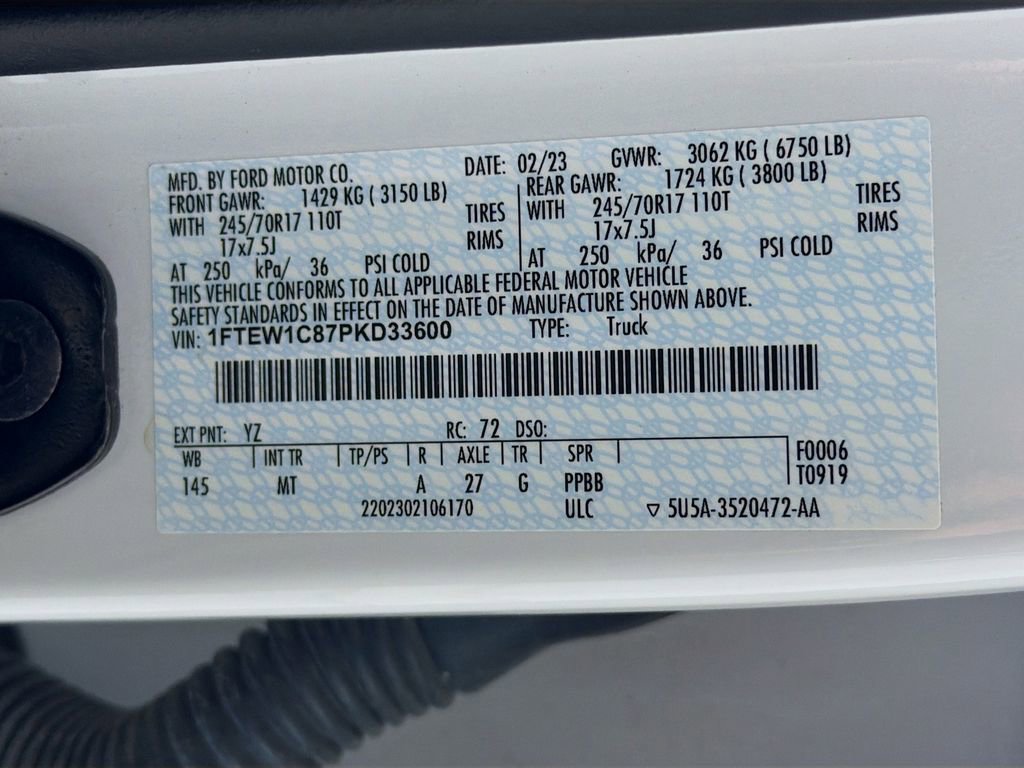 MFD. BY FORD MOTOR CO. DATE: 02/23 GVWR: 3062 KG ( 6750 LB)
FRONT GAWR: 1429 KG ( 3150 LB) REAR GAWR: 1724 KG ( 3800 LB)
WITH 245/70R17 110T TIRES WITH 245/70R17 110T TIRES
17x7.5J RIMS 17x7.5J RIMS
AT 250 kPa/ 36 PSI COLD AT 250 kPa/ 36 PSI COLD
THIS VEHICLE CONFORMS TO ALL APPLICABLE FEDERAL MOTOR VEHICLE
SAFETY STANDARDS IN EFFECT ON THE DATE OF MANUFACTURE SHOWN ABOVE.
VIN: 1FTEW1C87PKD33600 TYPE: Truck
EXT PNT: YZ RC: 72 DSO:
WB INT TR TP/PS R AXLE TR SPR F0006
145 MT A 27 G PPBB T0919
2202302106170 ULC ▽ 5U5A-3520472-AA